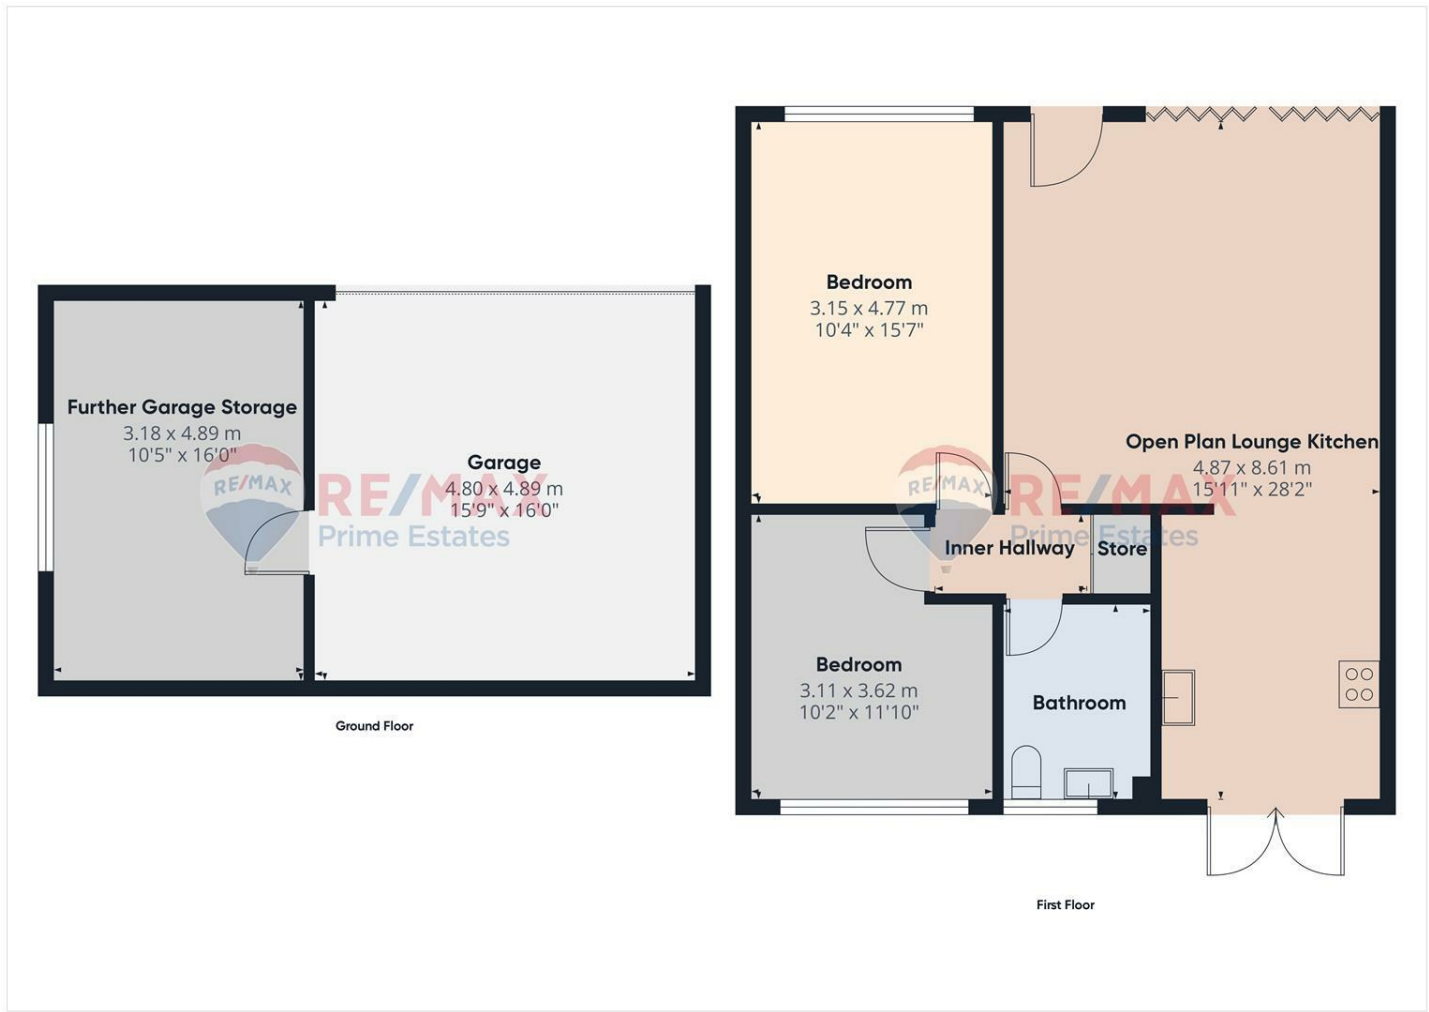 Further Garage Storage
3.18 x 4.89 m
10'5" x 16'0"
Garage
4.80 x 4.89 m
15'9" x 16'0"
RE/MAX
RE/MAX
Prime Estates
Ground Floor
Bedroom
3.15 x 4.77 m
10'4" x 15'7"
Open Plan Lounge Kitchen
4.87 x 8.61 m
15'11" x 28'2"
RE/MAX
RE/MAX
Prime Estates
Inner Hallway
Store
Bedroom
3.11 x 3.62 m
10'2" x 11'10"
Bathroom
First Floor